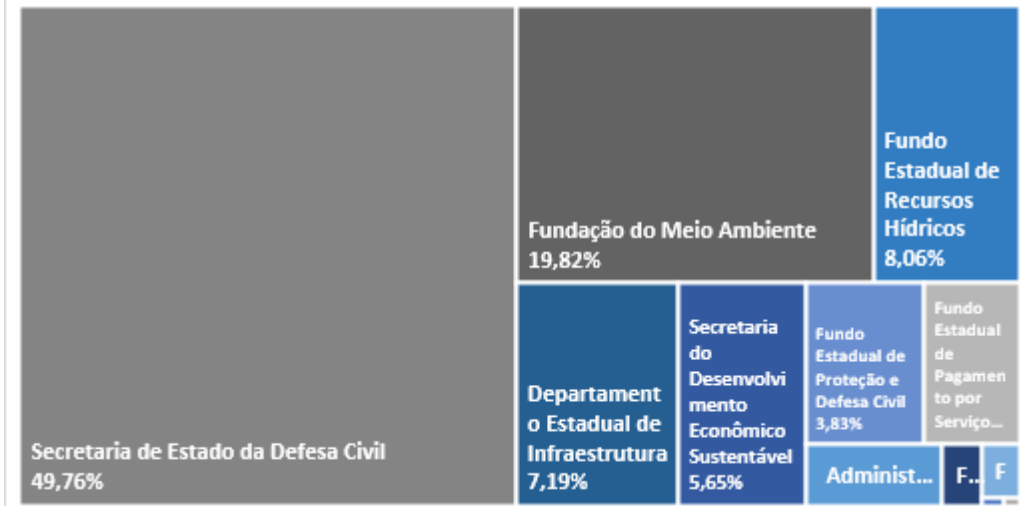 Secretaria de Estado da Defesa Civil
49,76%
Fundação do Meio Ambiente
19,82%
Fundo
Estadual de
Recursos
Hídricos
8,06%
Departament
o Estadual de
Infraestrutura
7,19%
Secretaria
do
Desenvolvi
mento
Econômico
Sustentável
5,65%
Fundo
Estadual de
Proteção e
Defesa Civil
3,83%
Fundo
Estadual
de
Pagamen
to por
Serviço...
Administ...
F...
F